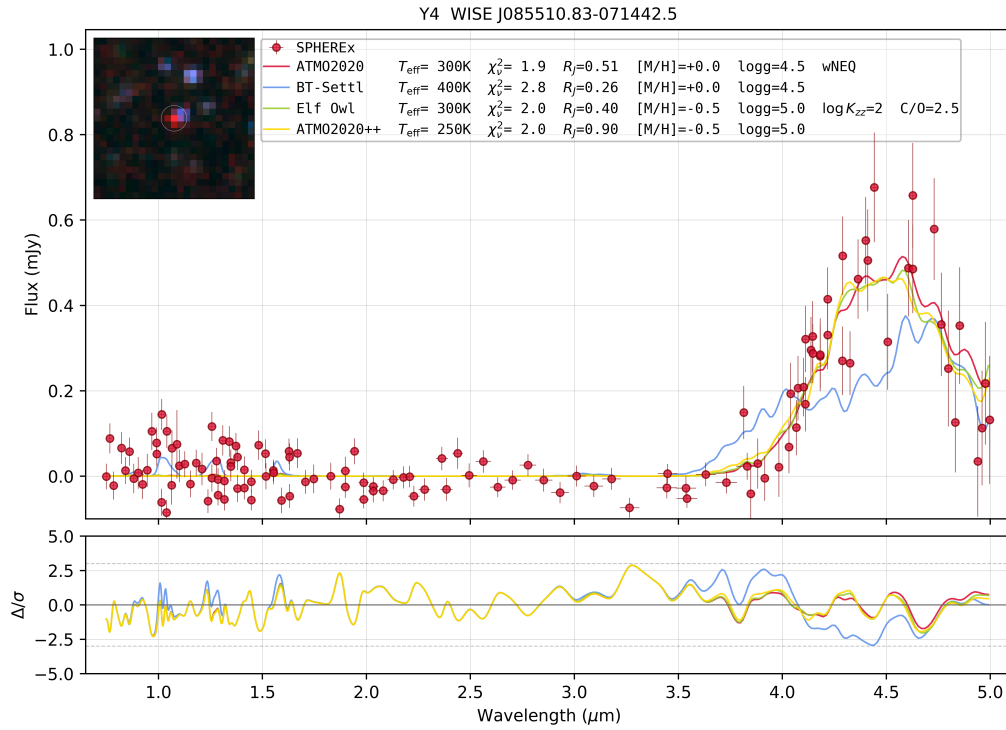 Y4 WISE J085510.83-071442.5
SPHEREx
ATMO2020 T_eff= 300K χ²_ν= 1.9 R_J=0.51 [M/H]=+0.0 logg=4.5 wNEQ
BT-Settl T_eff= 400K χ²_ν= 2.8 R_J=0.26 [M/H]=+0.0 logg=4.5
Elf Owl T_eff= 300K χ²_ν= 2.0 R_J=0.40 [M/H]=-0.5 logg=5.0 log K_zz=2 C/O=2.5
ATMO2020++ T_eff= 250K χ²_ν= 2.0 R_J=0.90 [M/H]=-0.5 logg=5.0
Flux (mJy)
1.0
0.8
0.6
0.4
0.2
0.0
Δ/σ
5.0
2.5
0.0
−2.5
−5.0
1.0 1.5 2.0 2.5 3.0 3.5 4.0 4.5 5.0
Wavelength (μm)